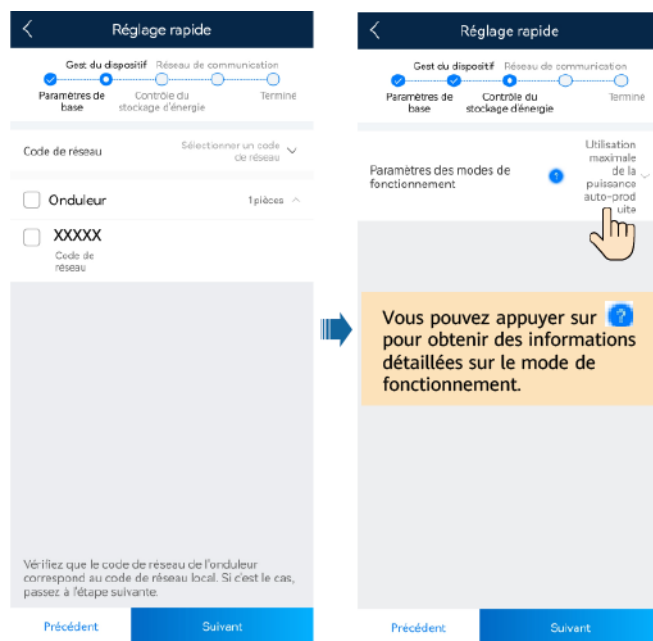 Réglage rapide
Gest du dispositif Réseau de communication
Paramètres de
base
Contrôle du
stockage d'énergie
Terminé
Code de réseau
Sélectionner un code
de réseau
Onduleur
1 pièces
XXXXX
Code de
réseau
Vérifiez que le code de réseau de l'onduleur
correspond au code de réseau local. Si c'est le cas,
passez à l'étape suivante.
Précédent
Suivant
Réglage rapide
Gest du dispositif Réseau de communication
Paramètres de
base
Contrôle du
stockage d'énergie
Terminé
Paramètres des modes de
fonctionnement
Utilisation
maximale
de la
puissance
auto-prod
uite
Vous pouvez appuyer sur ?
pour obtenir des informations
détaillées sur le mode de
fonctionnement.
Précédent
Suivant